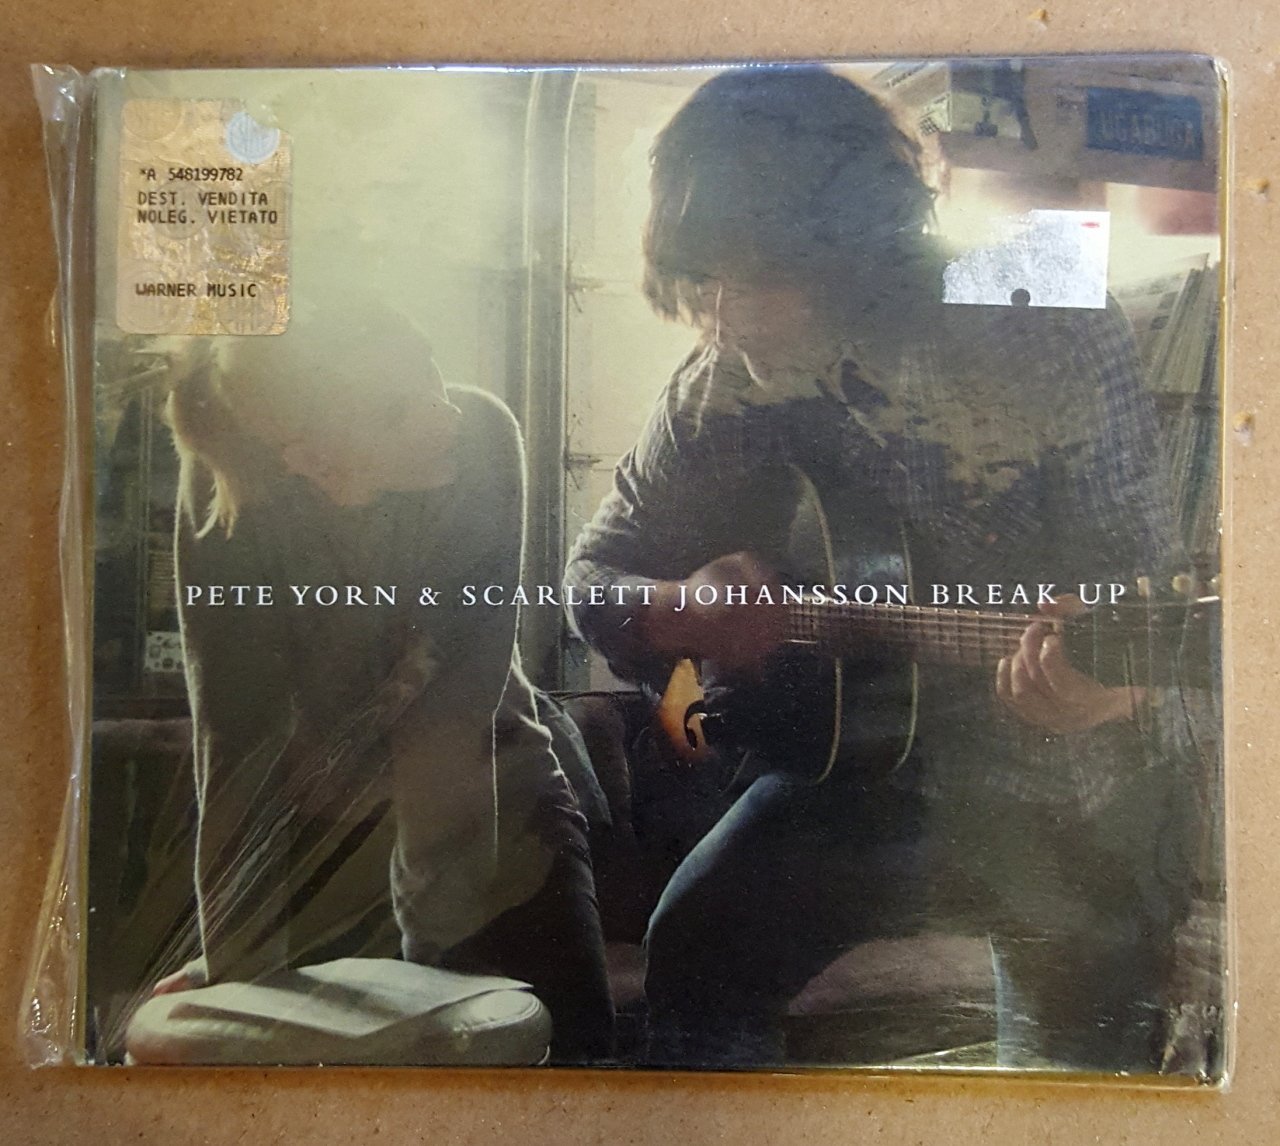 *A 548199782
DEST. VENDITA
NOLEG. VIETATO
WARNER MUSIC
PETE YORN & SCARLETT JOHANSSON BREAK UP